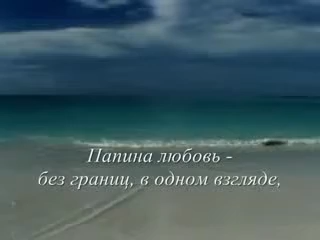 Папина любовь -
без границ, в одном взгляде,